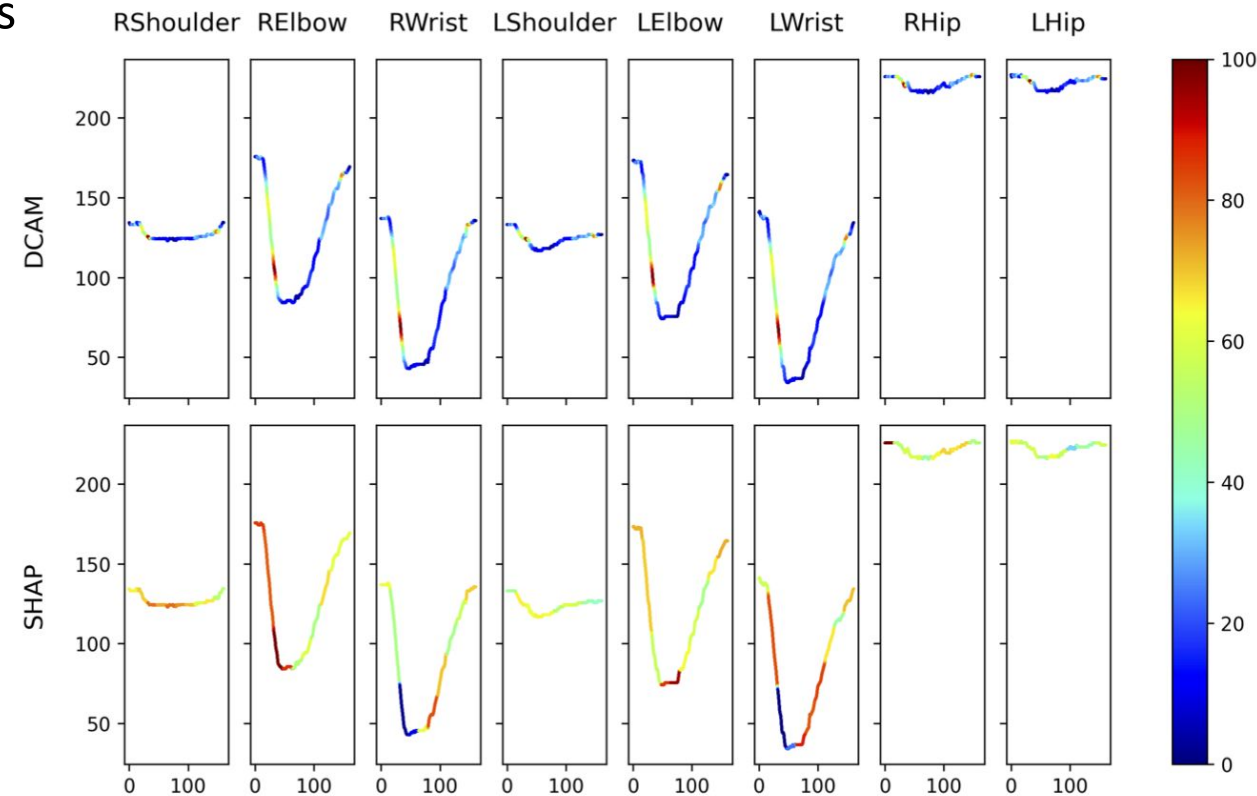 s
RShoulder RElbow RWrist LShoulder LElbow LWrist RHip LHip
DCAM
200
150
100
50
SHAP
200
150
100
50
0 100 0 100 0 100 0 100 0 100 0 100 0 100 0 100
100
80
60
40
20
0